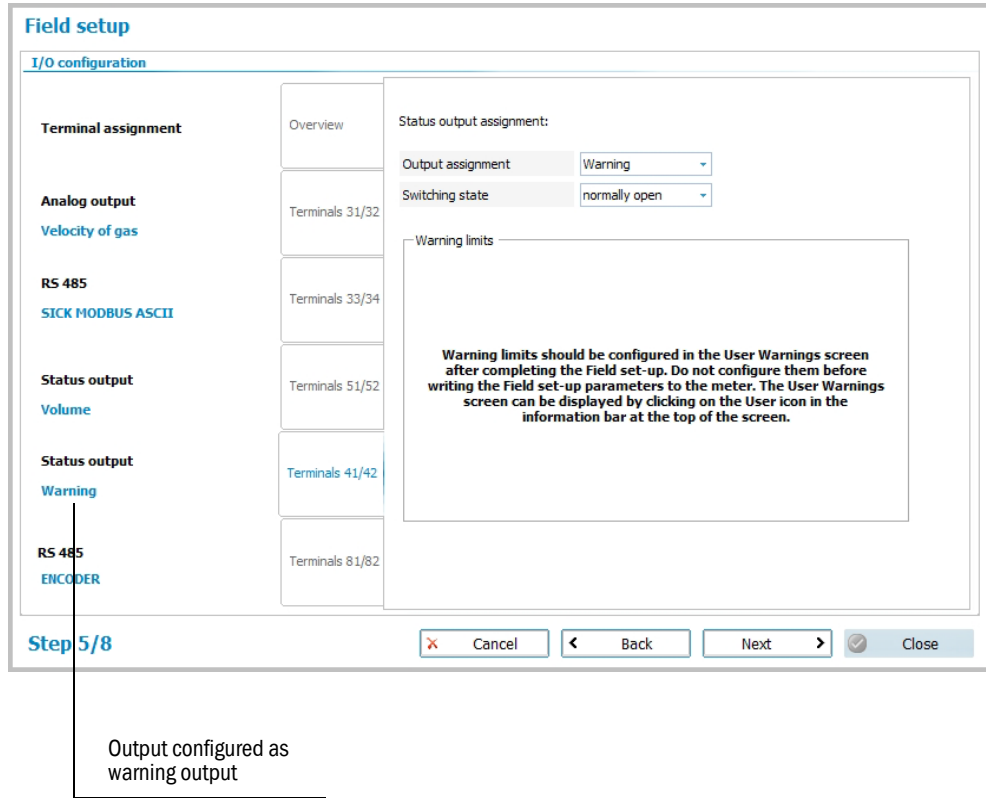 Field setup
I/O configuration
Terminal assignment
Overview
Analog output
Velocity of gas
Terminals 31/32
RS 485
SICK MODBUS ASCII
Terminals 33/34
Status output
Volume
Terminals 51/52
Status output
Warning
Terminals 41/42
RS 485
ENCODER
Terminals 81/82
Status output assignment:
Output assignment
Warning
Switching state
normally open
Warning limits
Warning limits should be configured in the User Warnings screen
after completing the Field set-up. Do not configure them before
writing the Field set-up parameters to the meter. The User Warnings
screen can be displayed by clicking on the User icon in the
information bar at the top of the screen.
Step 5/8
Cancel
Back
Next
Close
Output configured as
warning output